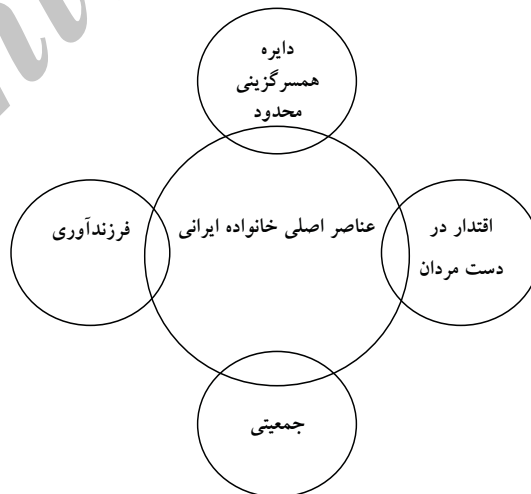 دایره
همسرگزینی
محدود
عناصر اصلی خانواده ایرانی
اقتدار در
دست مردان
فرزندآوری
جمعیتی